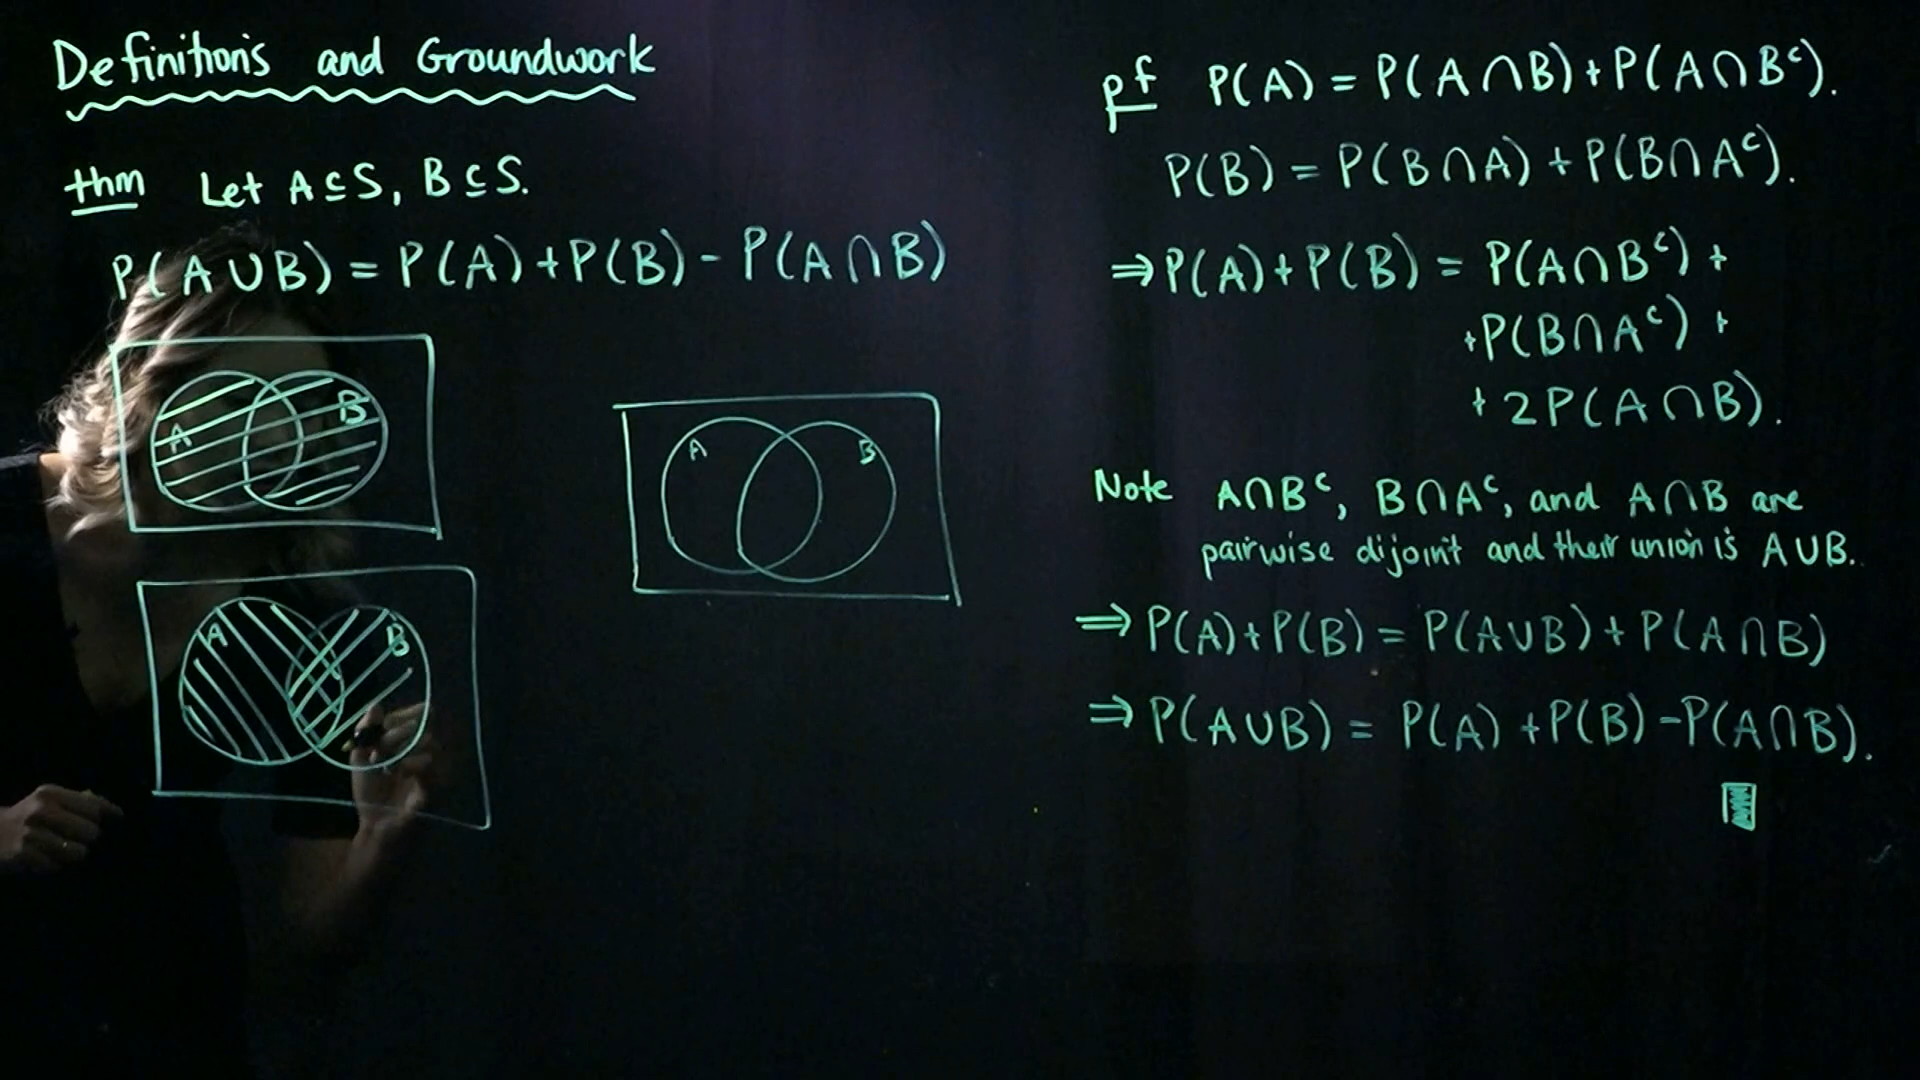 Definitions and Groundwork
thm Let A⊆S, B⊆S.
P(A∪B) = P(A)+P(B)- P(A∩B)
A B
A B
A B
pf P(A) = P(A∩B)+P(A∩Bᶜ).
P(B) = P(B∩A) + P(B∩Aᶜ).
⇒P(A)+P(B) = P(A∩Bᶜ) +
+P(B∩Aᶜ) +
+ 2P(A∩B).
Note A∩Bᶜ, B∩Aᶜ, and A∩B are
pairwise dijoint and their union is A∪B.
⇒ P(A)+P(B) = P(A∪B)+P(A∩B)
⇒ P(A∪B) = P(A)+P(B)-P(A∩B).